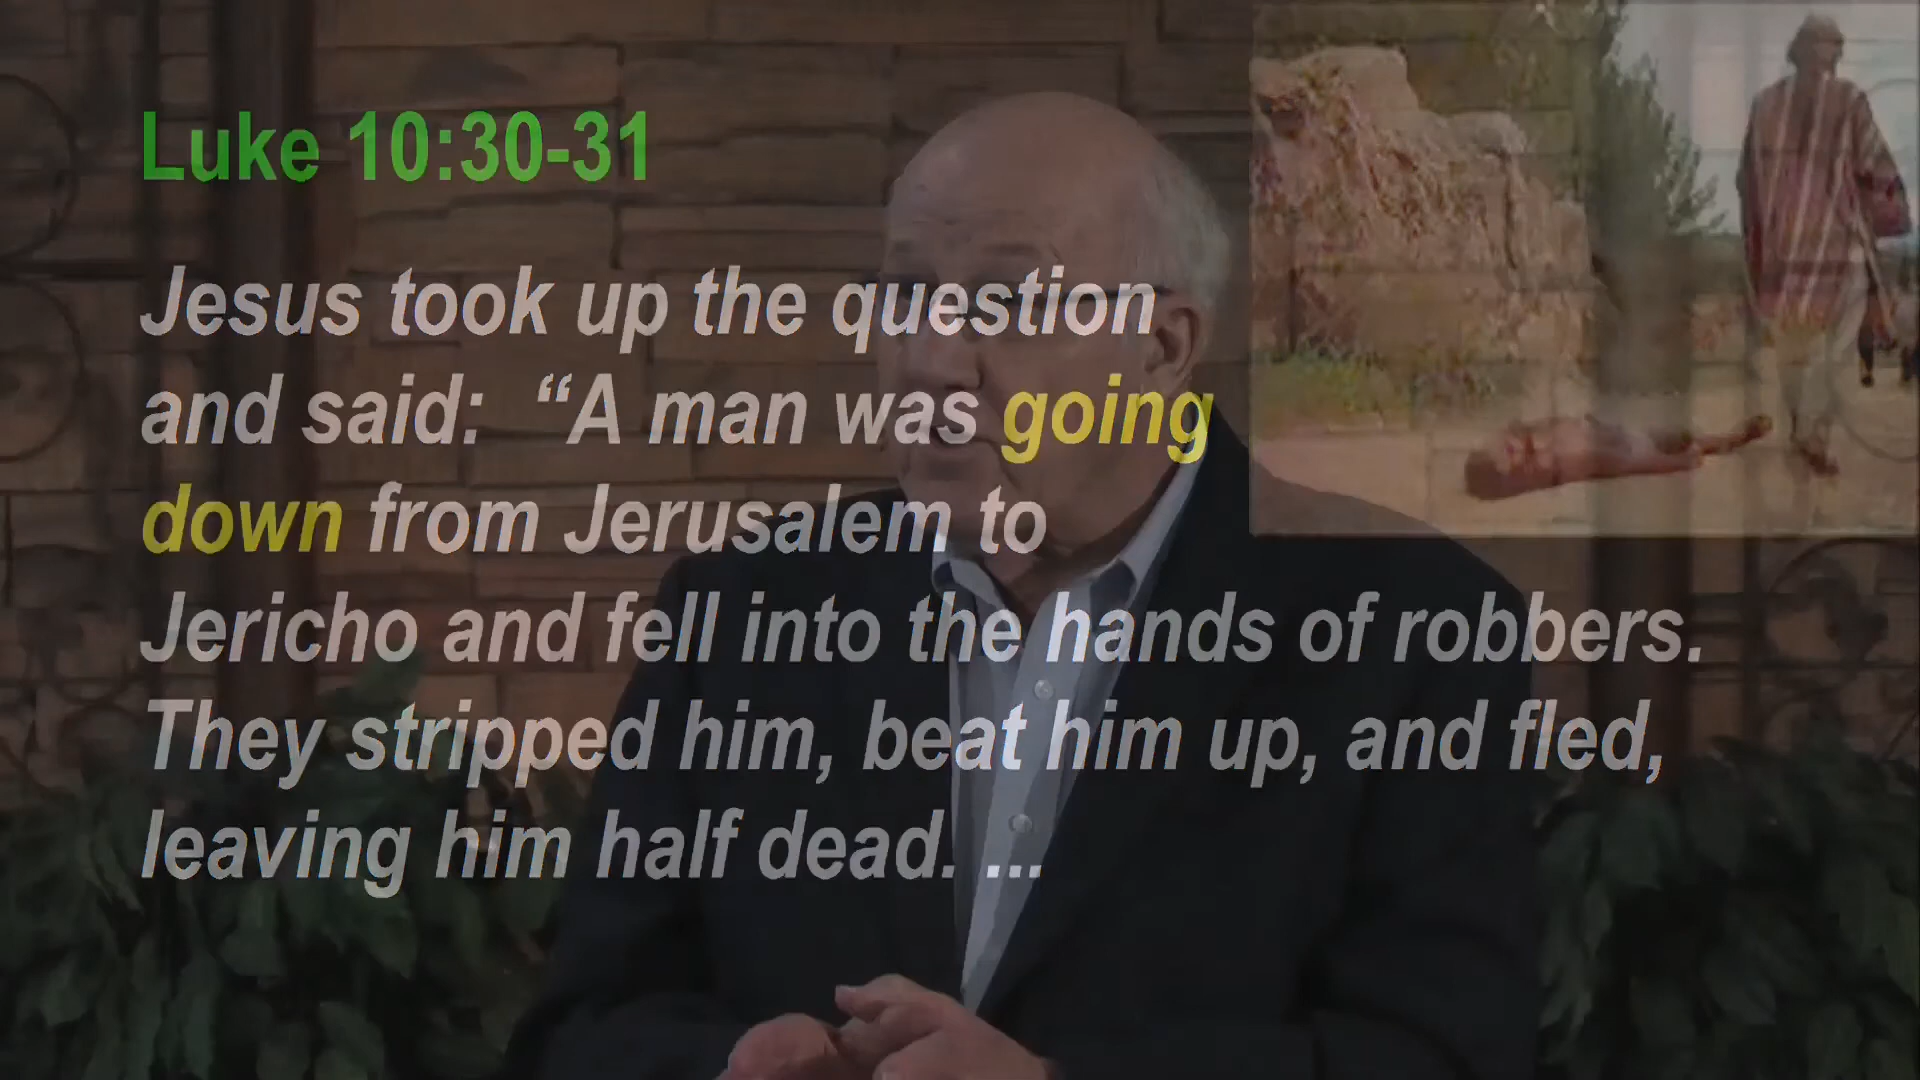 Luke 10:30-31
Jesus took up the question
and said: “A man was going
down from Jerusalem to
Jericho and fell into the hands of robbers.
They stripped him, beat him up, and fled,
leaving him half dead. ...